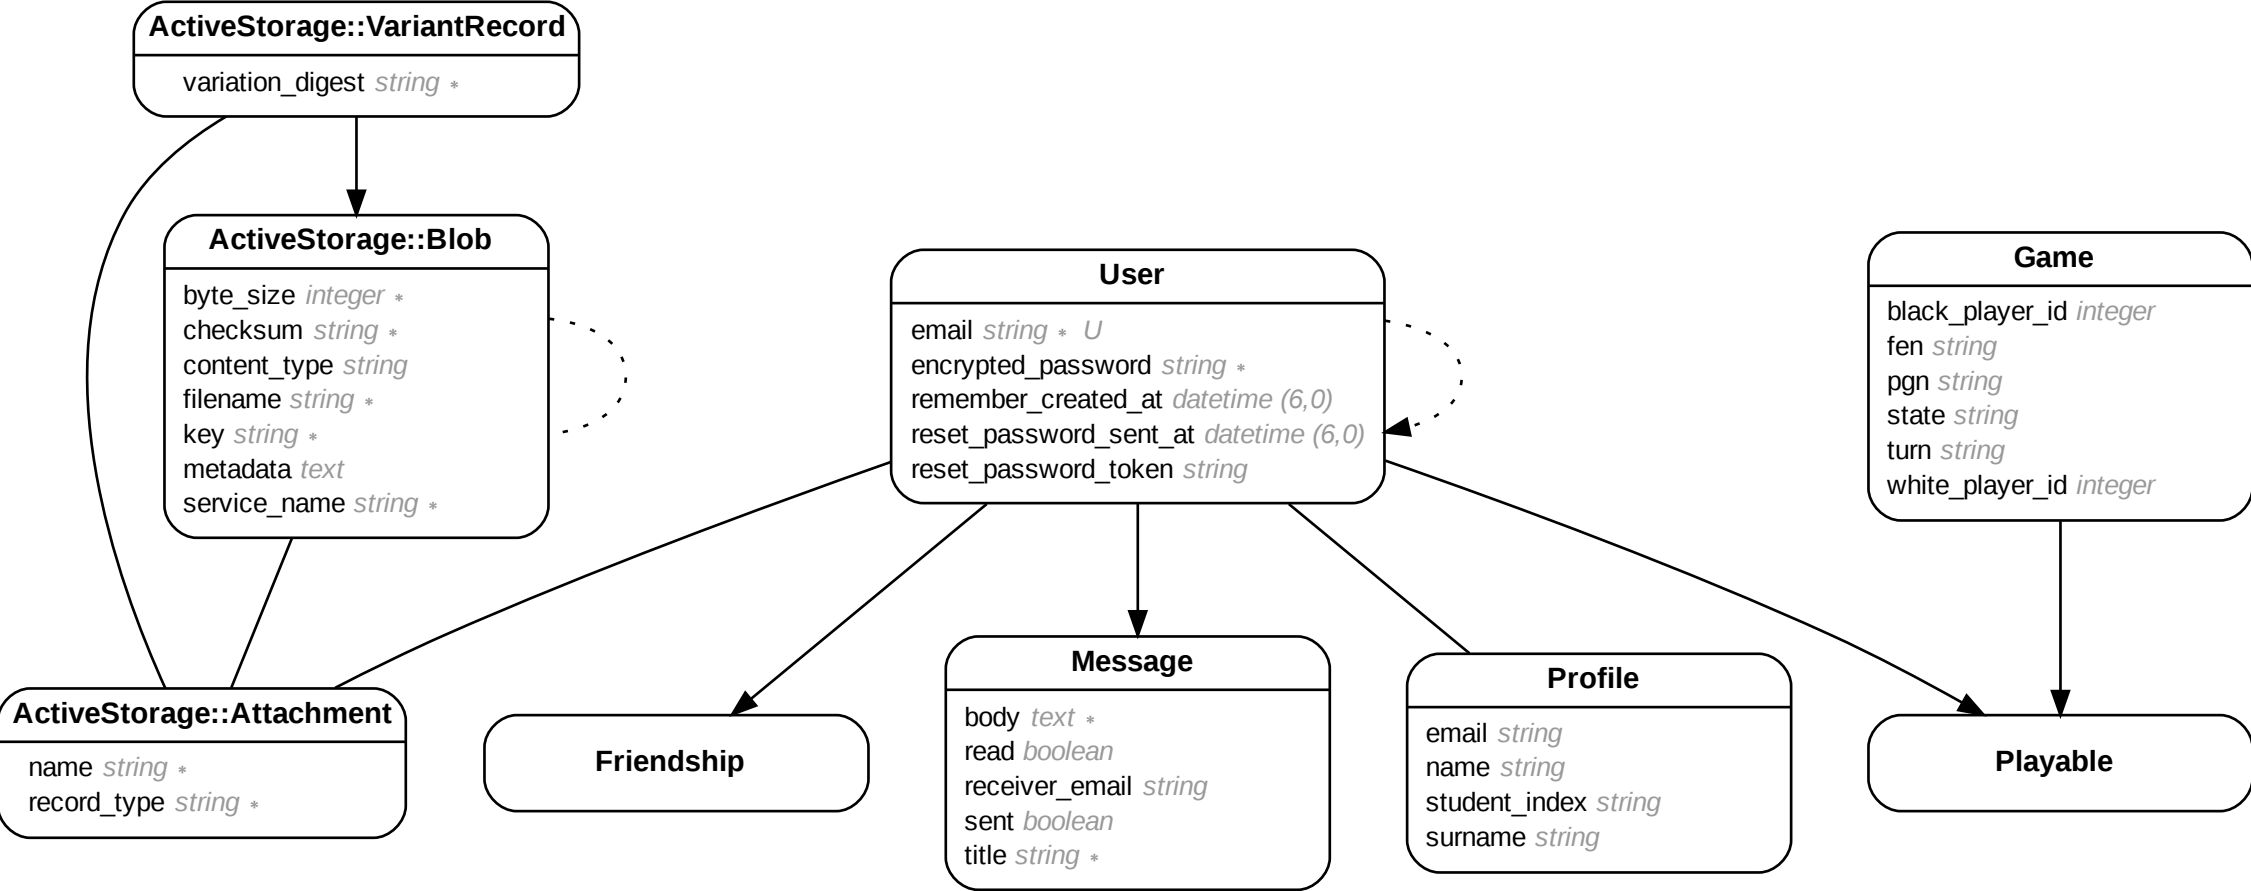 ActiveStorage::VariantRecord
variation_digest string *
ActiveStorage::Blob
byte_size integer *
checksum string *
content_type string
filename string *
key string *
metadata text
service_name string *
User
email string * U
encrypted_password string *
remember_created_at datetime (6,0)
reset_password_sent_at datetime (6,0)
reset_password_token string
Game
black_player_id integer
fen string
pgn string
state string
turn string
white_player_id integer
ActiveStorage::Attachment
name string *
record_type string *
Friendship
Message
body text *
read boolean
receiver_email string
sent boolean
title string *
Profile
email string
name string
student_index string
surname string
Playable